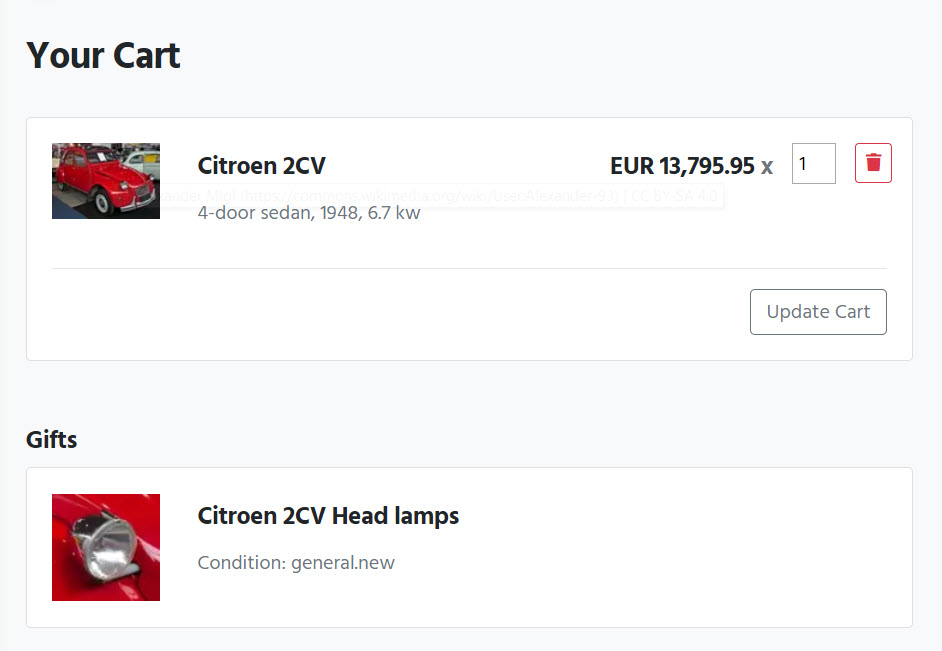 Your Cart
Citroen 2CV
EUR 13,795.95 x
1
ander Migl (https://commons.wikimedia.org/wiki/User:Alexander-93) | CC BY-SA 4.0
4-door sedan, 1948, 6.7 kw
Update Cart
Gifts
Citroen 2CV Head lamps
Condition: general.new